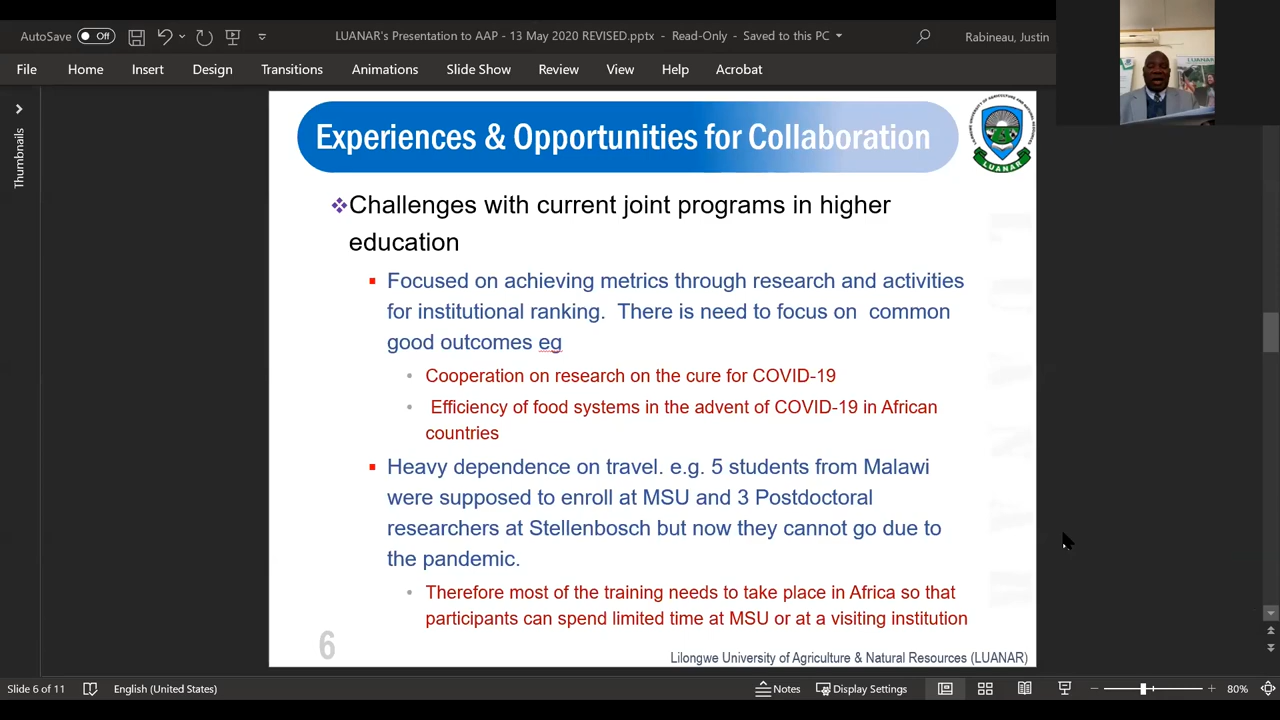 AutoSave Off LUANAR's Presentation to AAP - 13 May 2020 REVISED.pptx - Read-Only - Saved to this PC Rabineau, Justin
File Home Insert Design Transitions Animations Slide Show Review View Help Acrobat
Thumbnails
Experiences & Opportunities for Collaboration
LUANAR
Challenges with current joint programs in higher
education
Focused on achieving metrics through research and activities
for institutional ranking. There is need to focus on common
good outcomes eg
Cooperation on research on the cure for COVID-19
Efficiency of food systems in the advent of COVID-19 in African
countries
Heavy dependence on travel. e.g. 5 students from Malawi
were supposed to enroll at MSU and 3 Postdoctoral
researchers at Stellenbosch but now they cannot go due to
the pandemic.
Therefore most of the training needs to take place in Africa so that
participants can spend limited time at MSU or at a visiting institution
6
Lilongwe University of Agriculture & Natural Resources (LUANAR)
Slide 6 of 11 English (United States) Notes Display Settings 80%